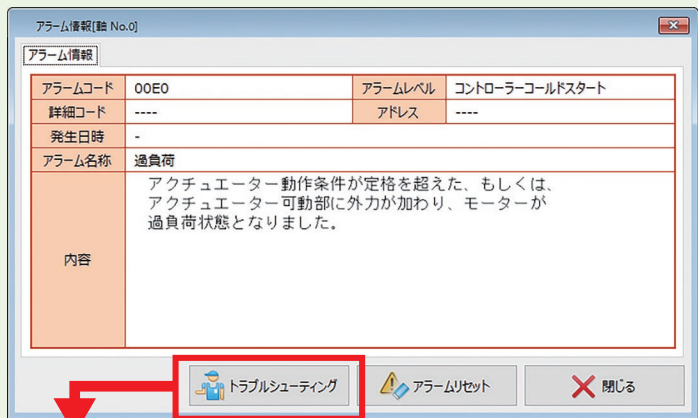 アラーム情報[軸 No.0]
アラーム情報
アラームコード 00E0 アラームレベル コントローラーコールドスタート
詳細コード ---- アドレス ----
発生日時 -
アラーム名称 過負荷
内容
アクチュエーター動作条件が定格を超えた、もしくは、
アクチュエーター可動部に外力が加わり、モーターが
過負荷状態となりました。
トラブルシューティング アラームリセット 閉じる